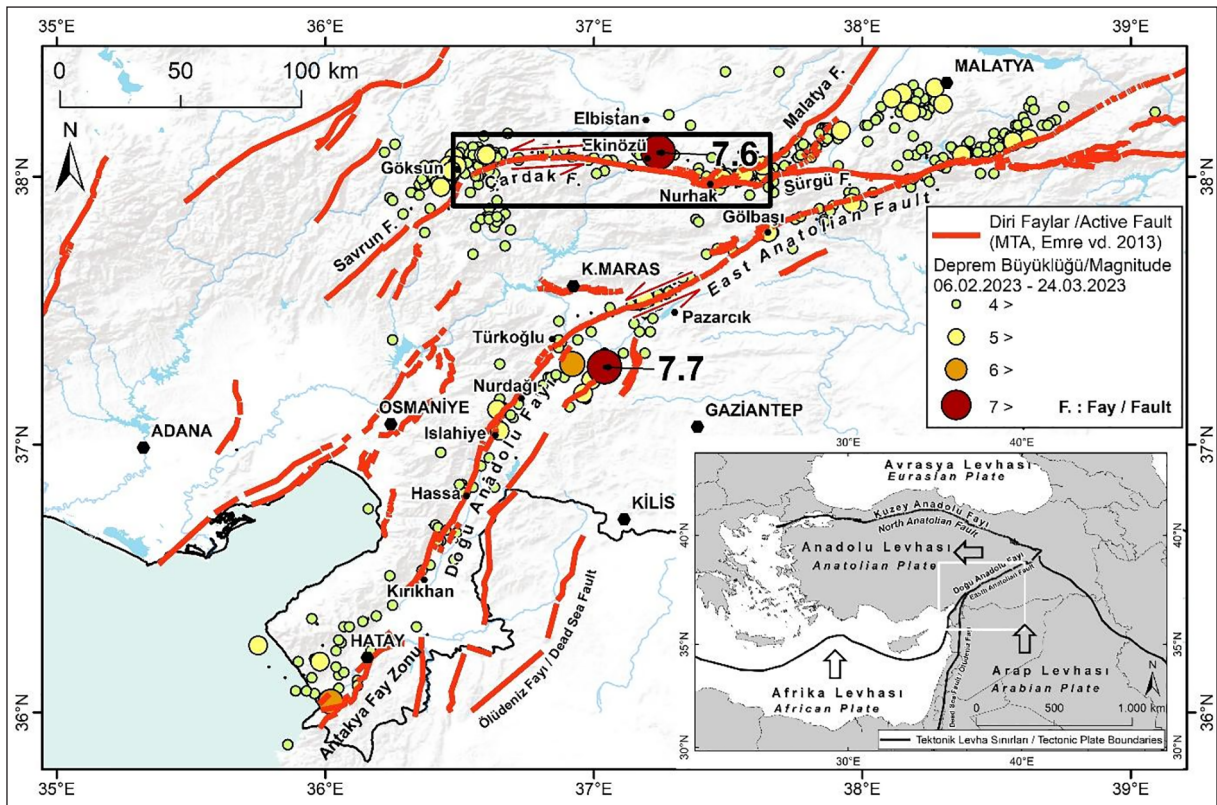 35°E
36°E
37°E
38°E
39°E
0 50 100 km
N
MALATYA
Malatya F.
Elbistan
Ekinözü
7.6
38°N
38°N
Göksun
Çardak F.
Nurhak
Sürgü F.
Gölbaşı
Savrun F.
East Anatolian Fault
K.MARAS
Pazarcık
Türkoğlu
7.7
Nurdağı
OSMANİYE
GAZİANTEP
ADANA
Islahiye
37°N
37°N
Hassa
Doğu Anadolu Fayı
KİLİS
Kırıkhan
HATAY
Antakya Fay Zonu
Ölüdeniz Fayı / Dead Sea Fault
36°N
36°N
35°E
36°E
37°E
38°E
39°E
Diri Faylar /Active Fault
(MTA, Emre vd. 2013)
Deprem Büyüklüğü/Magnitude
06.02.2023 - 24.03.2023
4 >
5 >
6 >
7 >
F. : Fay / Fault
30°E
40°E
Avrasya Levhası
Eurasian Plate
Kuzey Anadolu Fayı
North Anatolian Fault
40°N
40°N
Anadolu Levhası
Anatolian Plate
Doğu Anadolu Fayı
East Anatolian Fault
35°N
35°N
Afrika Levhası
African Plate
Dead Sea Fault / Ölüdeniz Fayı
Arap Levhası
Arabian Plate
N
0 500 1.000 km
Tektonik Levha Sınırları / Tectonic Plate Boundaries
30°N
30°N
30°E
40°E